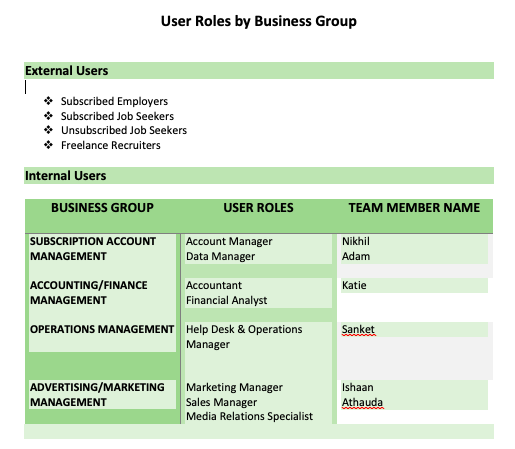 User Roles by Business Group
External Users
❖ Subscribed Employers
❖ Subscribed Job Seekers
❖ Unsubscribed Job Seekers
❖ Freelance Recruiters
Internal Users
BUSINESS GROUP USER ROLES TEAM MEMBER NAME
SUBSCRIPTION ACCOUNT Account Manager Nikhil
MANAGEMENT Data Manager Adam
ACCOUNTING/FINANCE Accountant Katie
MANAGEMENT Financial Analyst
OPERATIONS MANAGEMENT Help Desk & Operations Sanket
Manager
ADVERTISING/MARKETING Marketing Manager Ishaan
MANAGEMENT Sales Manager Athauda
Media Relations Specialist